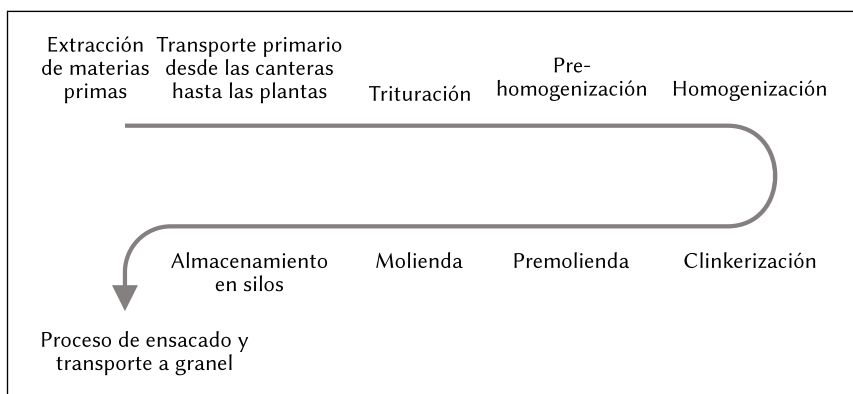 Extracción
de materias
primas
Transporte primario
desde las canteras
hasta las plantas
Trituración
Pre-
homogenización
Homogenización
Clinkerización
Premolienda
Molienda
Almacenamiento
en silos
Proceso de ensacado y
transporte a granel